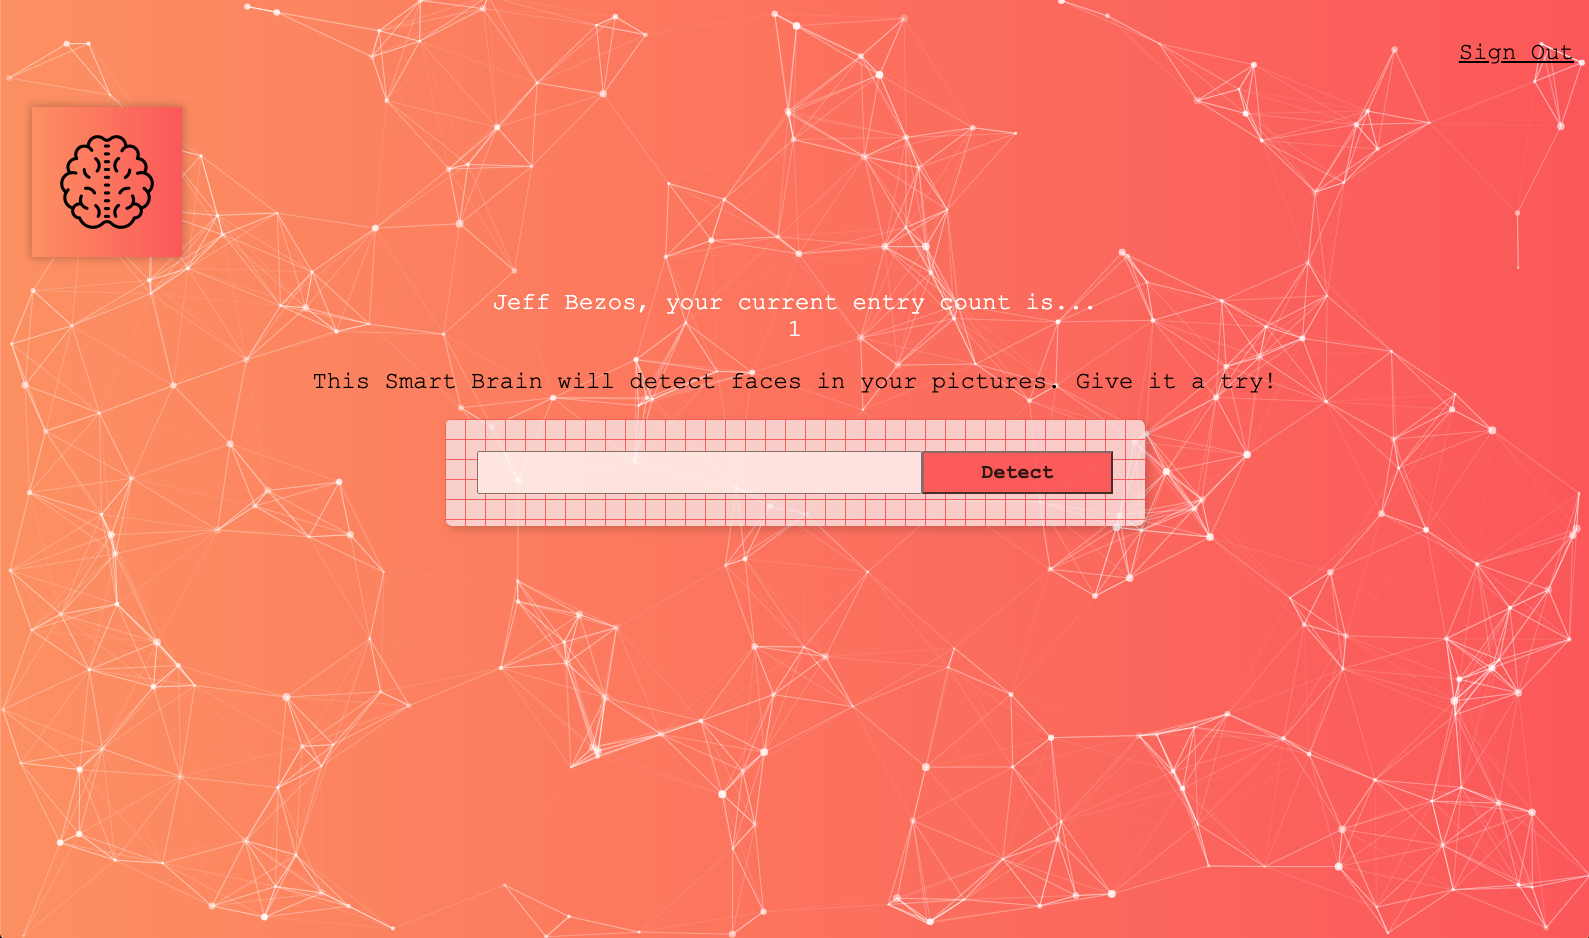 Sign Out
Jeff Bezos, your current entry count is...
1
This Smart Brain will detect faces in your pictures. Give it a try!
Detect